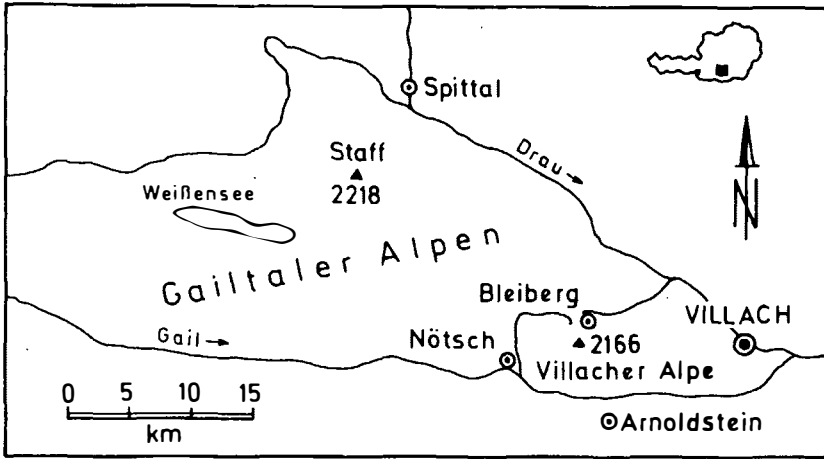 Spittal
Staff
2218
Drau →
Weißensee
N
Gailtaler Alpen
Bleiberg
VILLACH
Gail →
Nötsch
2166
Villacher Alpe
0 5 10 15
km
Arnoldstein